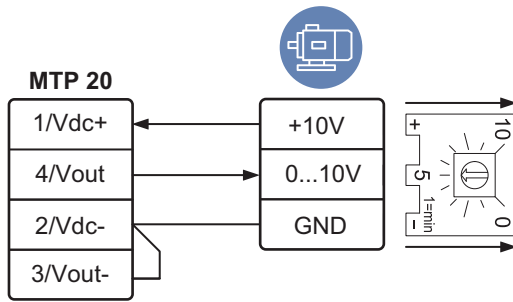 MTP 20
1/Vdc+
4/Vout
2/Vdc-
3/Vout-
+10V
0...10V
GND
+
5
-
1=min
10
0